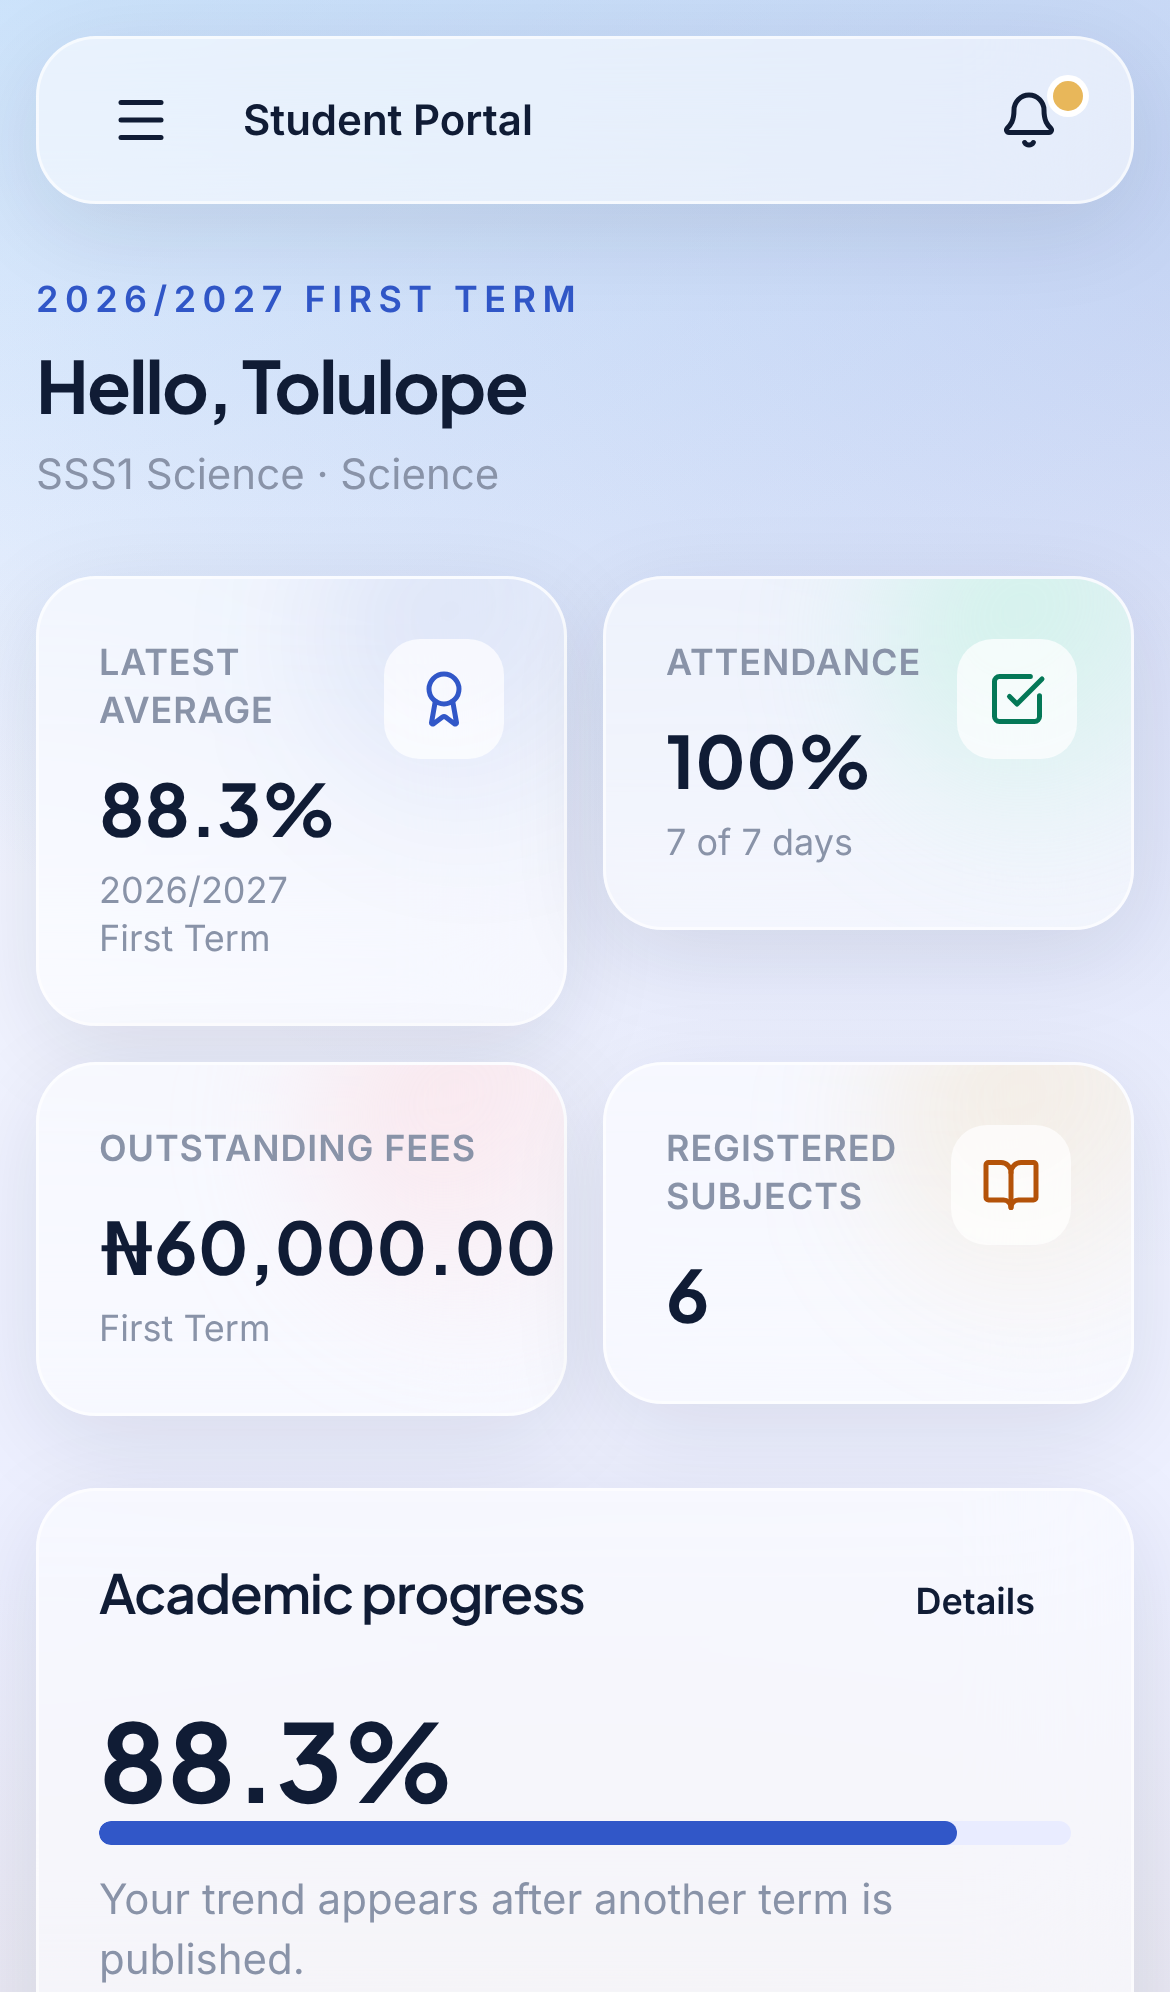 Student Portal
2026/2027 FIRST TERM
Hello, Tolulope
SSS1 Science · Science
LATEST
AVERAGE
88.3%
2026/2027
First Term
ATTENDANCE
100%
7 of 7 days
OUTSTANDING FEES
₦60,000.00
First Term
REGISTERED
SUBJECTS
6
Academic progress
Details
88.3%
Your trend appears after another term is
published.